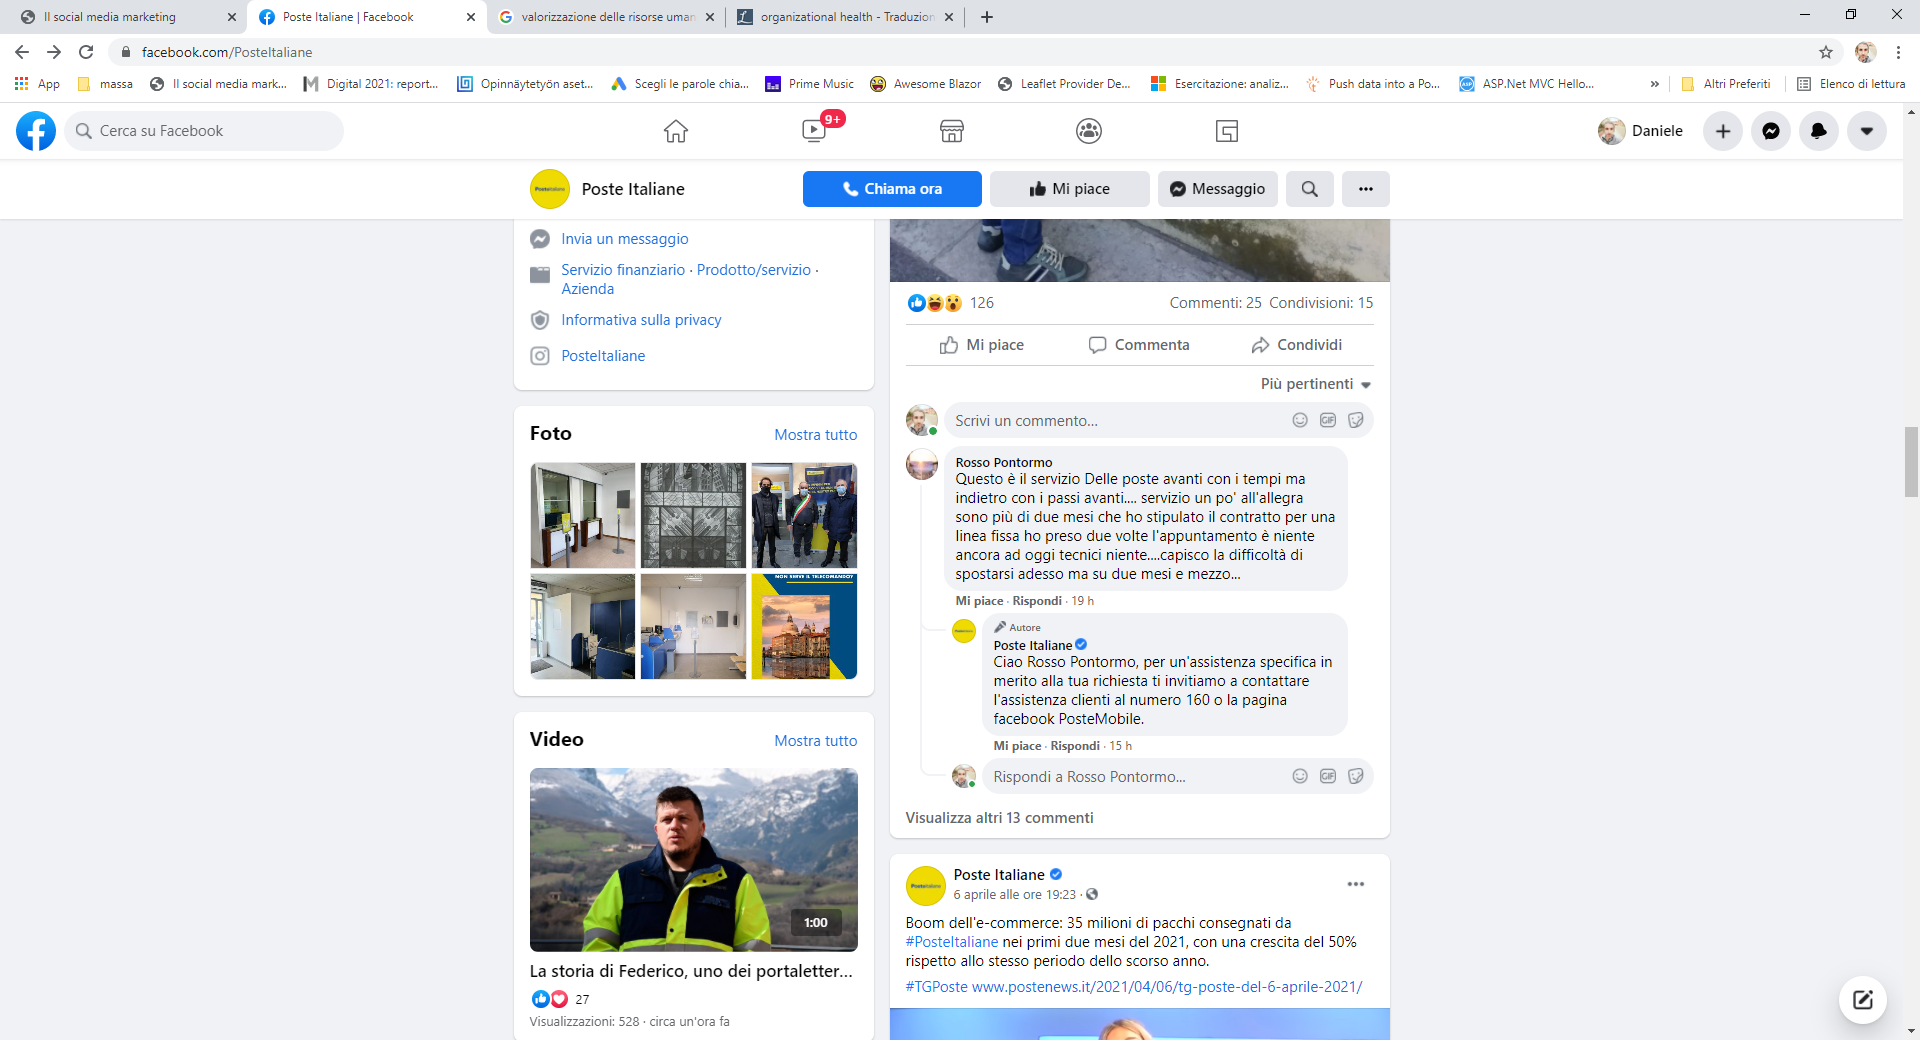 Il social media marketing
Poste Italiane | Facebook
valorizzazione delle risorse uman
organizational health - Traduzion
facebook.com/PosteItaliane
App
massa
Il social media mark...
Digital 2021: report...
Opinnäytetyön aset...
Scegli le parole chia...
Prime Music
Awesome Blazor
Leaflet Provider De...
Esercitazione: analiz...
Push data into a Po...
ASP.Net MVC Hello...
»
Altri Preferiti
Elenco di lettura
Cerca su Facebook
9+
Daniele
Poste Italiane
Chiama ora
Mi piace
Messaggio
Invia un messaggio
Servizio finanziario · Prodotto/servizio ·
Azienda
Informativa sulla privacy
PosteItaliane
Foto
Mostra tutto
NON SERVE IL TELECOMANDO?
Video
Mostra tutto
1:00
La storia di Federico, uno dei portaletter...
27
Visualizzazioni: 528 · circa un'ora fa
126
Commenti: 25 Condivisioni: 15
Mi piace
Commenta
Condividi
Più pertinenti
Scrivi un commento...
GIF
Rosso Pontormo
Questo è il servizio Delle poste avanti con i tempi ma
indietro con i passi avanti.... servizio un po' all'allegra
sono più di due mesi che ho stipulato il contratto per una
linea fissa ho preso due volte l'appuntamento è niente
ancora ad oggi tecnici niente....capisco la difficoltà di
spostarsi adesso ma su due mesi e mezzo...
Mi piace · Rispondi · 19 h
Autore
Poste Italiane
Ciao Rosso Pontormo, per un'assistenza specifica in
merito alla tua richiesta ti invitiamo a contattare
l'assistenza clienti al numero 160 o la pagina
facebook PosteMobile.
Mi piace · Rispondi · 15 h
Rispondi a Rosso Pontormo...
GIF
Visualizza altri 13 commenti
Posteitaliane
Poste Italiane
6 aprile alle ore 19:23 ·
Boom dell'e-commerce: 35 milioni di pacchi consegnati da
#PosteItaliane nei primi due mesi del 2021, con una crescita del 50%
rispetto allo stesso periodo dello scorso anno.
#TGPoste www.postenews.it/2021/04/06/tg-poste-del-6-aprile-2021/